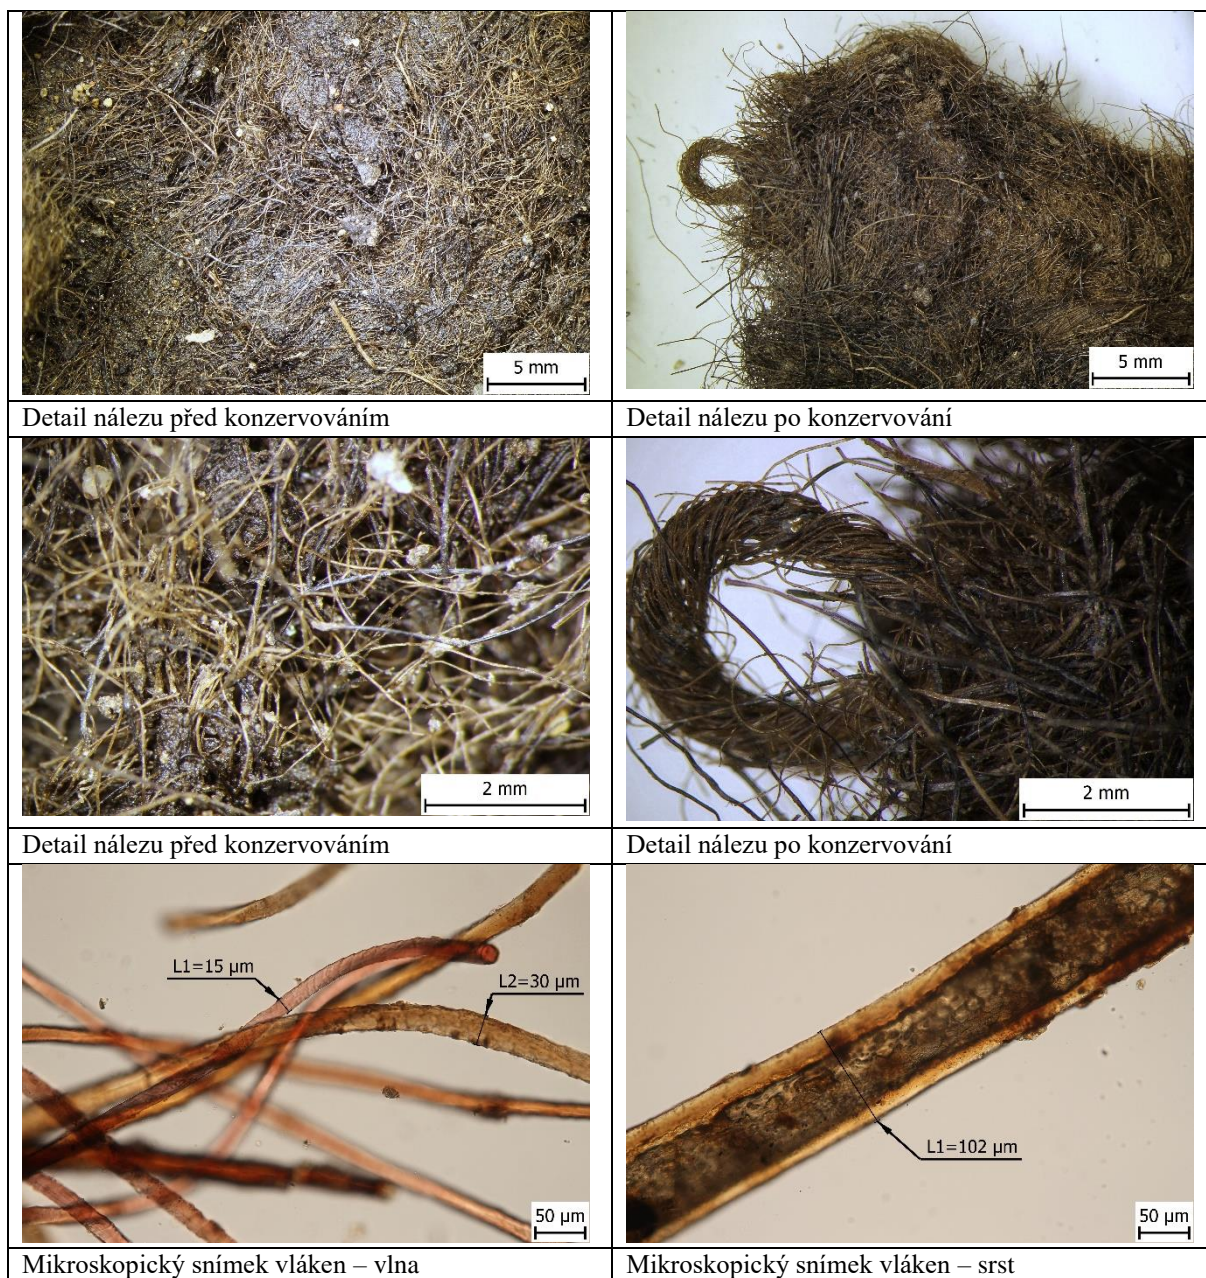 5 mm
5 mm
Detail nálezu před konzervováním
Detail nálezu po konzervování
2 mm
2 mm
Detail nálezu před konzervováním
Detail nálezu po konzervování
L1=15 µm
L2=30 µm
50 µm
L1=102 µm
50 µm
Mikroskopický snímek vláken – vlna
Mikroskopický snímek vláken – srst